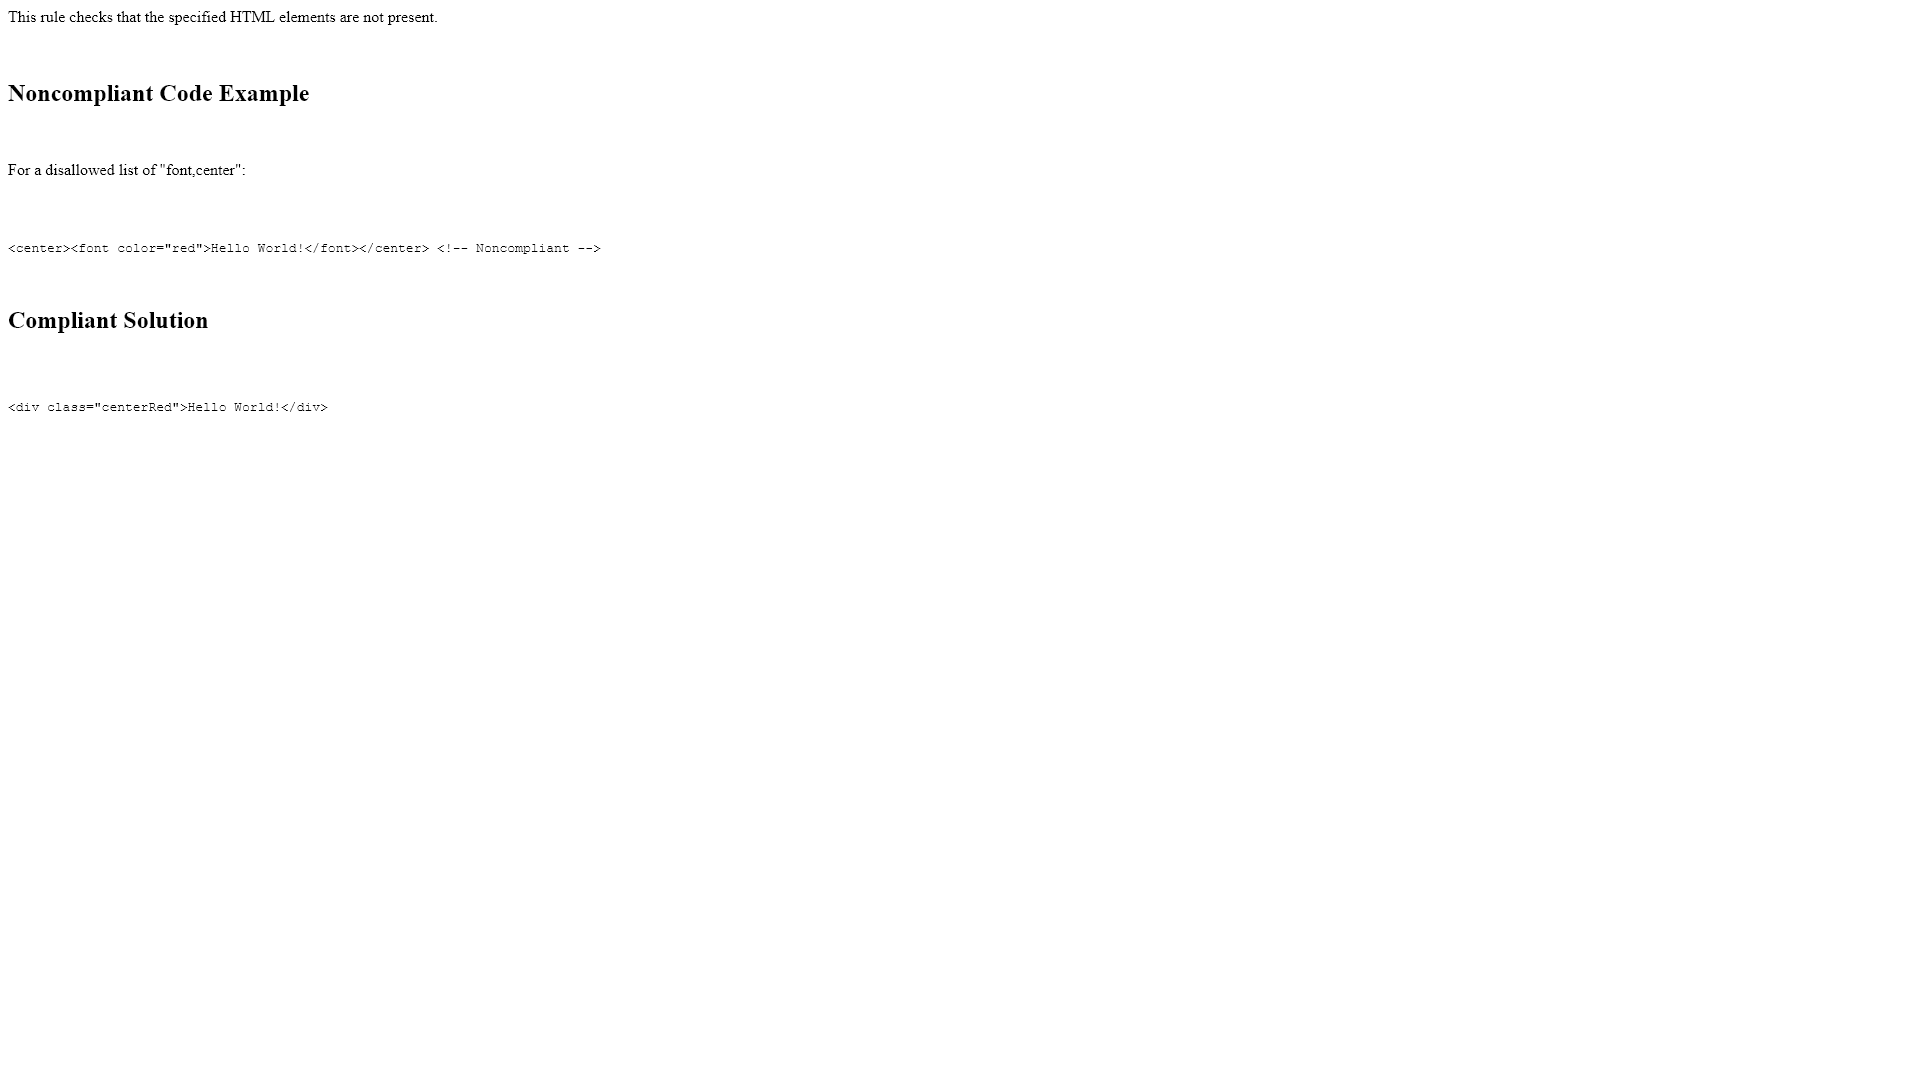 This rule checks that the specified HTML elements are not present.
Noncompliant Code Example
For a disallowed list of "font,center":
<center><font color="red">Hello World!</font></center> <!-- Noncompliant -->
Compliant Solution
<div class="centerRed">Hello World!</div>